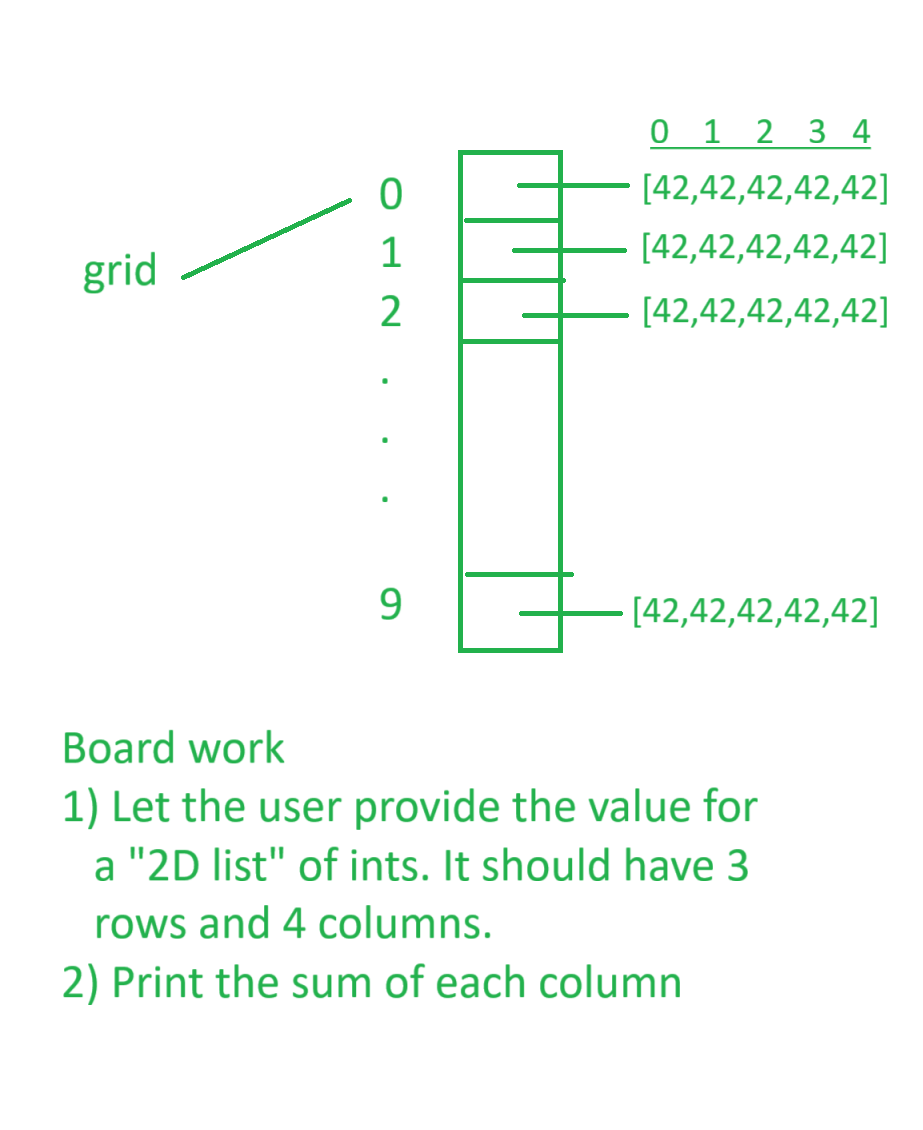 0 1 2 3 4
0 [42,42,42,42,42]
grid 1 [42,42,42,42,42]
2 [42,42,42,42,42]
.
.
.
9 [42,42,42,42,42]
Board work
1) Let the user provide the value for
a "2D list" of ints. It should have 3
rows and 4 columns.
2) Print the sum of each column